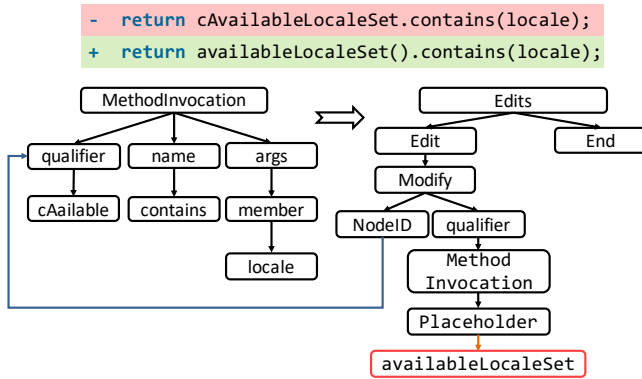 - return cAvailableLocaleSet.contains(locale);
+ return availableLocaleSet().contains(locale);
MethodInvocation
qualifier
name
args
cAailable
contains
member
locale
Edits
Edit
End
Modify
NodeID
qualifier
Method
Invocation
Placeholder
availableLocaleSet